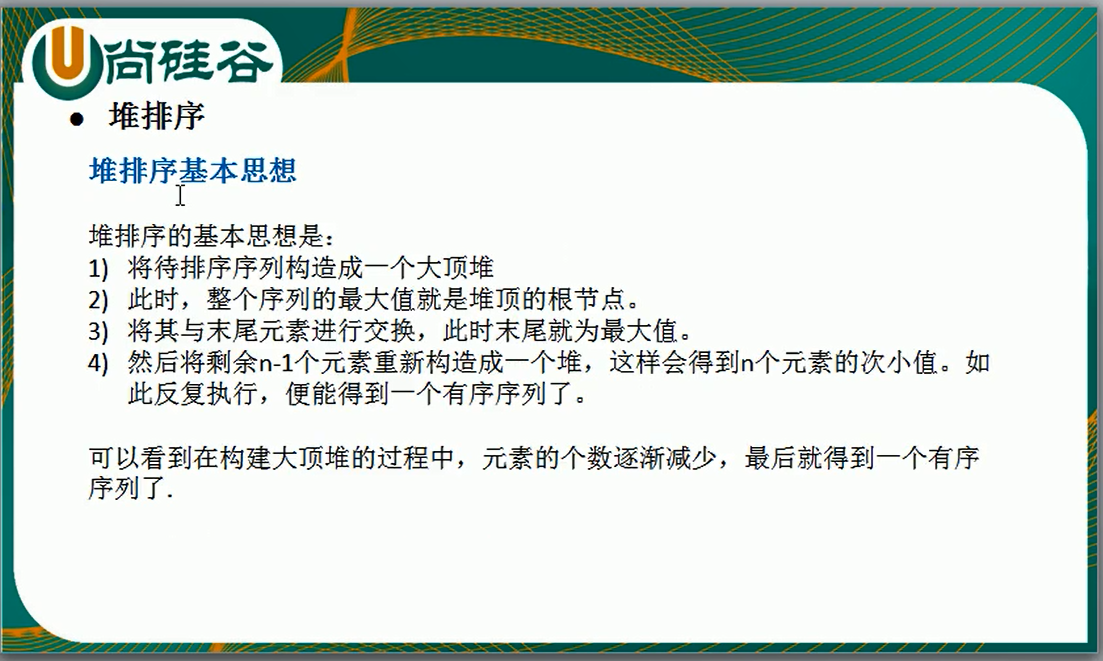 尚硅谷
● 堆排序
堆排序基本思想
堆排序的基本思想是：
1) 将待排序序列构造成一个大顶堆
2) 此时，整个序列的最大值就是堆顶的根节点。
3) 将其与末尾元素进行交换，此时末尾就为最大值。
4) 然后将剩余n-1个元素重新构造成一个堆，这样会得到n个元素的次小值。如
此反复执行，便能得到一个有序序列了。
可以看到在构建大顶堆的过程中，元素的个数逐渐减少，最后就得到一个有序
序列了.